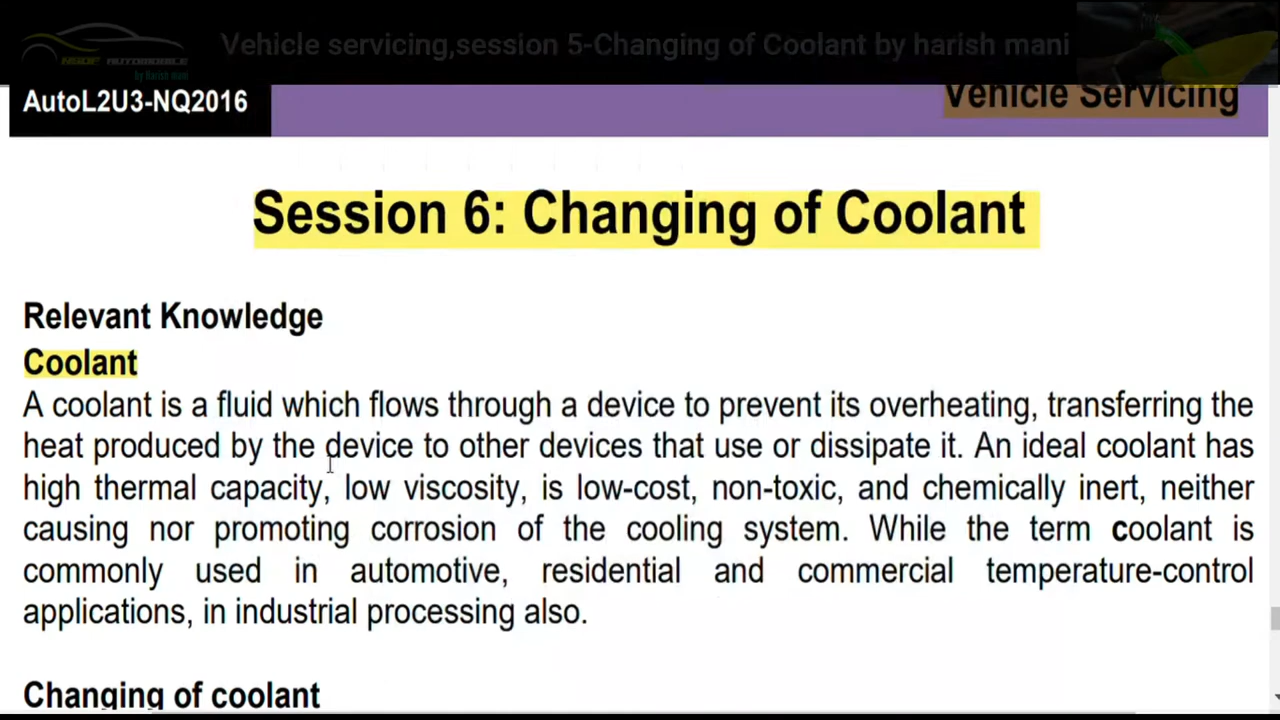 Vehicle servicing,session 5-Changing of Coolant by harish mani
AUTOMOBILE
by harish mani
AutoL2U3-NQ2016
Vehicle Servicing
Session 6: Changing of Coolant
Relevant Knowledge
Coolant
A coolant is a fluid which flows through a device to prevent its overheating, transferring the
heat produced by the device to other devices that use or dissipate it. An ideal coolant has
high thermal capacity, low viscosity, is low-cost, non-toxic, and chemically inert, neither
causing nor promoting corrosion of the cooling system. While the term coolant is
commonly used in automotive, residential and commercial temperature-control
applications, in industrial processing also.
Changing of coolant